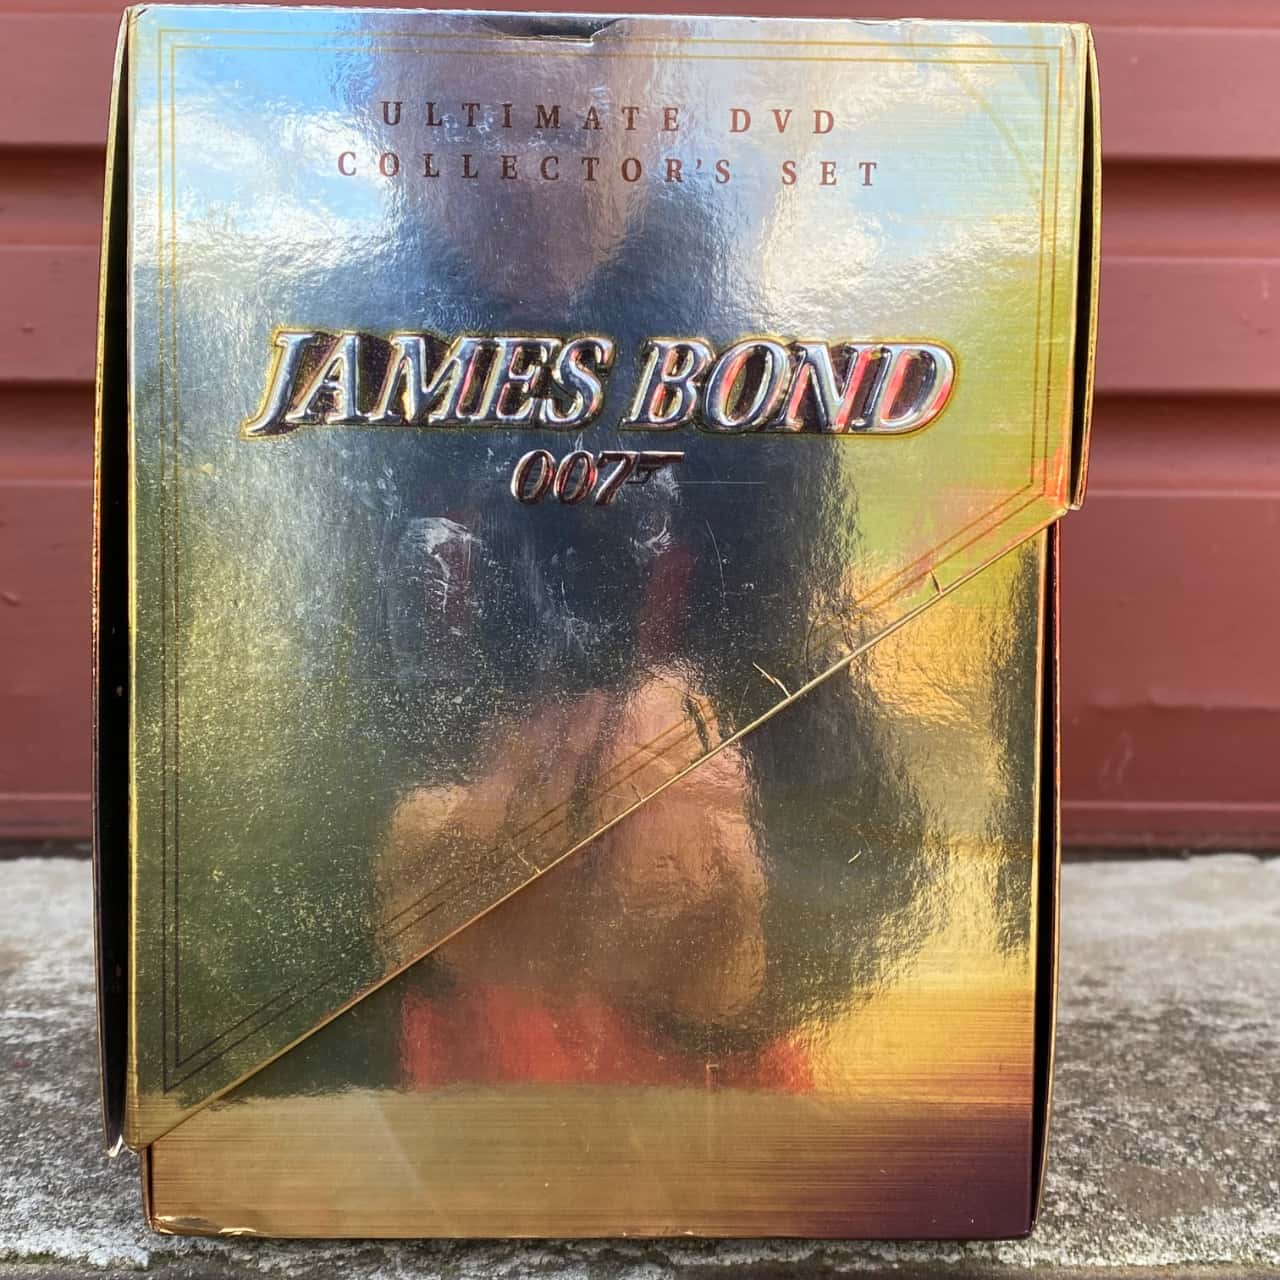 ULTIMATE DVD
COLLECTOR'S SET
JAMES BOND
007